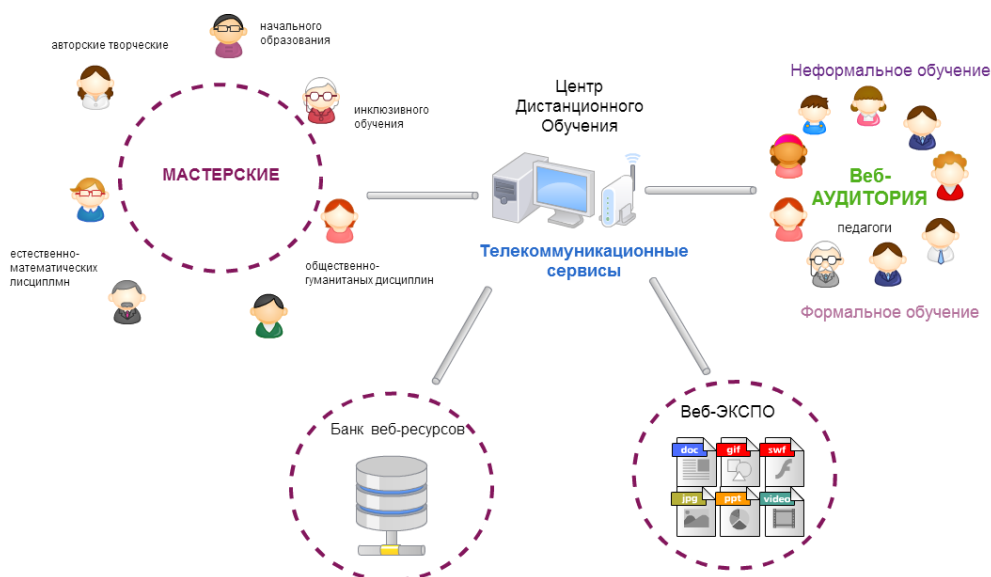 авторские творческие
начального
образования
инклюзивного
обучения
МАСТЕРСКИЕ
естественно-
математических
лисциплмн
общественно-
гуманитаных дисциплин
Центр
Дистанционного
Обучения
Телекоммуникационные
сервисы
Неформальное обучение
Веб-
АУДИТОРИЯ
педагоги
Формальное обучение
Банк веб-ресурсов
Веб-ЭКСПО
doc
gif
swf
jpg
ppt
video